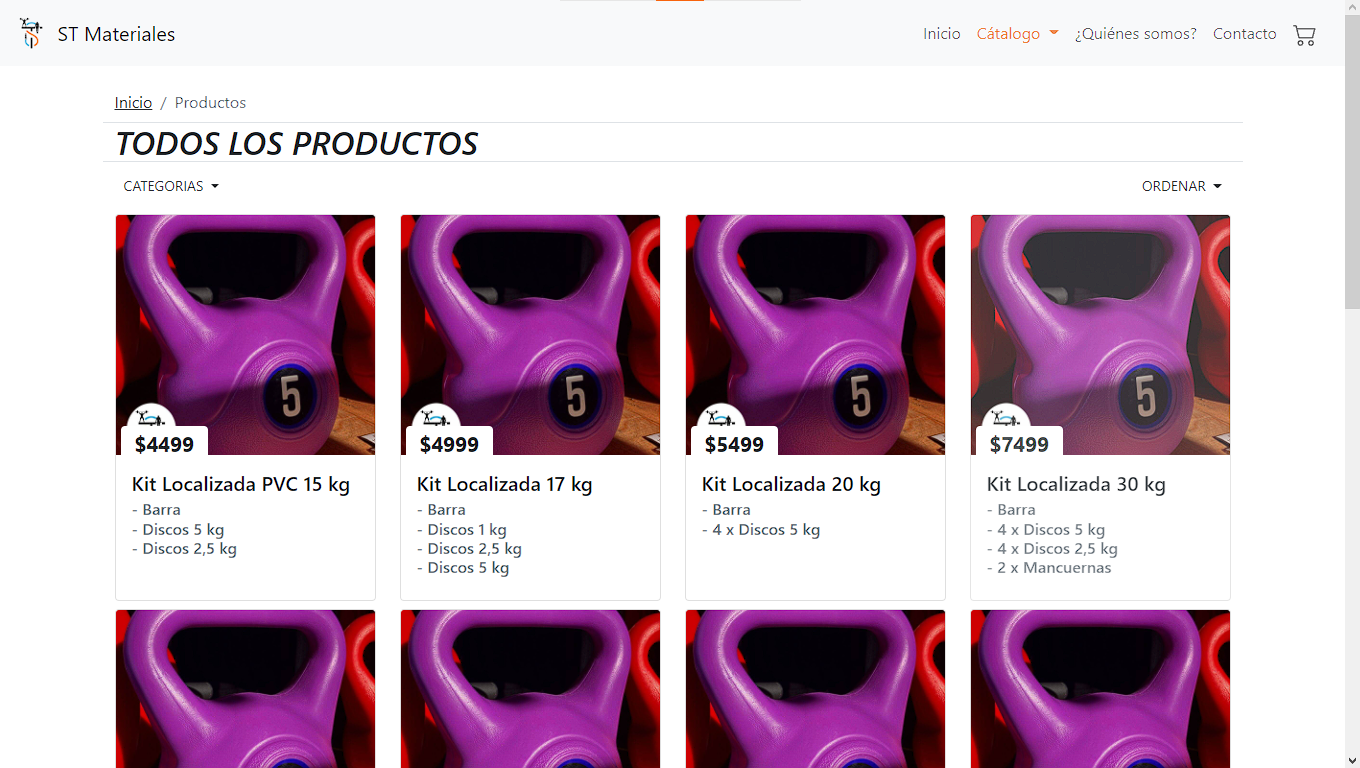 ST Materiales
Inicio
Cátalogo
¿Quiénes somos?
Contacto
Inicio / Productos
TODOS LOS PRODUCTOS
CATEGORIAS
ORDENAR
5
$4499
Kit Localizada PVC 15 kg
- Barra
- Discos 5 kg
- Discos 2,5 kg
5
$4999
Kit Localizada 17 kg
- Barra
- Discos 1 kg
- Discos 2,5 kg
- Discos 5 kg
5
$5499
Kit Localizada 20 kg
- Barra
- 4 x Discos 5 kg
5
$7499
Kit Localizada 30 kg
- Barra
- 4 x Discos 5 kg
- 4 x Discos 2,5 kg
- 2 x Mancuernas